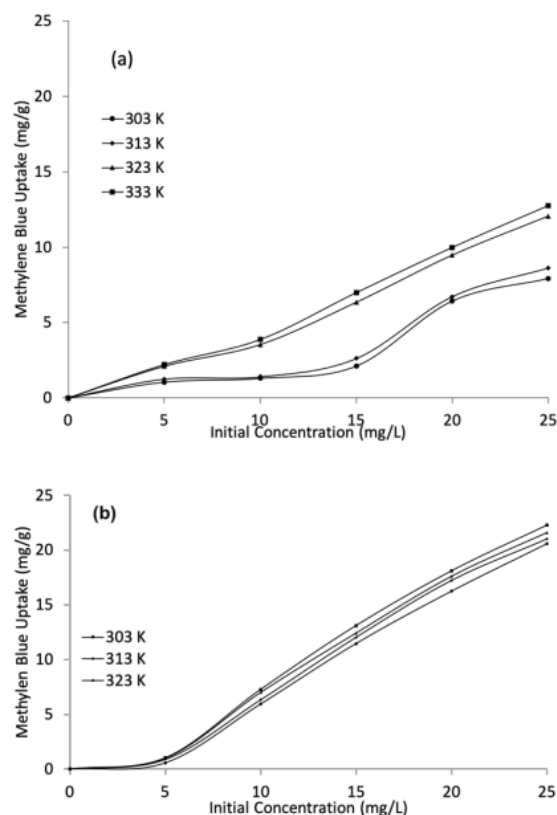 25
(a)
20
303 K
313 K
15
323 K
333 K
10
5
0
Methylene Blue Uptake (mg/g)
0 5 10 15 20 25
Initial Concentration (mg/L)
25
(b)
20
15
303 K
313 K
10
323 K
5
0
Methylen Blue Uptake (mg/g)
0 5 10 15 20 25
Initial Concentration (mg/L)